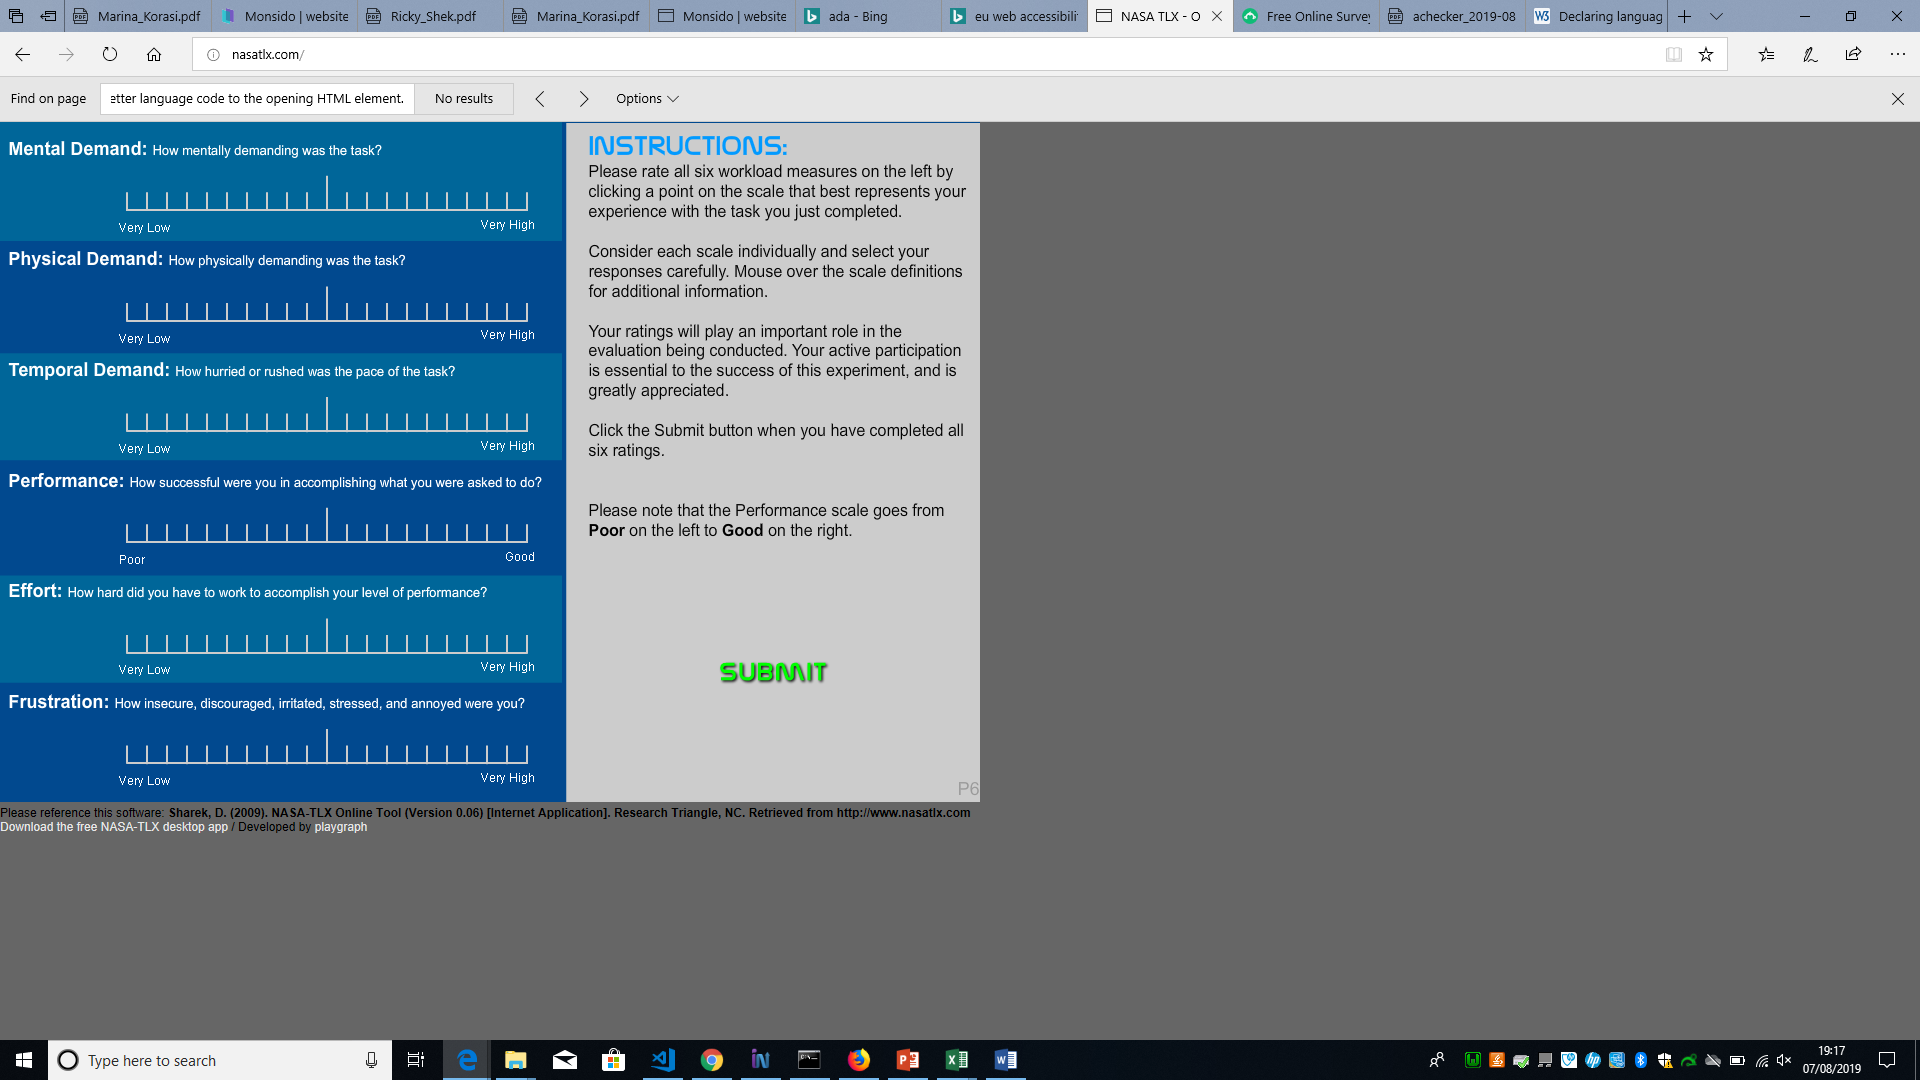 Marina_Korasi.pdf
Monsido | website
Ricky_Shek.pdf
Marina_Korasi.pdf
Monsido | website
ada - Bing
eu web accessibili
NASA TLX - O
Free Online Surve
achecker_2019-08
Declaring languag
nasatlx.com/
Find on page
etter language code to the opening HTML element.
No results
Options
Mental Demand: How mentally demanding was the task?
Very Low
Very High
Physical Demand: How physically demanding was the task?
Very Low
Very High
Temporal Demand: How hurried or rushed was the pace of the task?
Very Low
Very High
Performance: How successful were you in accomplishing what you were asked to do?
Poor
Good
Effort: How hard did you have to work to accomplish your level of performance?
Very Low
Very High
Frustration: How insecure, discouraged, irritated, stressed, and annoyed were you?
Very Low
Very High
INSTRUCTIONS:
Please rate all six workload measures on the left by
clicking a point on the scale that best represents your
experience with the task you just completed.
Consider each scale individually and select your
responses carefully. Mouse over the scale definitions
for additional information.
Your ratings will play an important role in the
evaluation being conducted. Your active participation
is essential to the success of this experiment, and is
greatly appreciated.
Click the Submit button when you have completed all
six ratings.
Please note that the Performance scale goes from
Poor on the left to Good on the right.
SUBMIT
P6
Please reference this software: Sharek, D. (2009). NASA-TLX Online Tool (Version 0.06) [Internet Application]. Research Triangle, NC. Retrieved from http://www.nasatlx.com
Download the free NASA-TLX desktop app / Developed by playgraph
Type here to search
19:17
07/08/2019